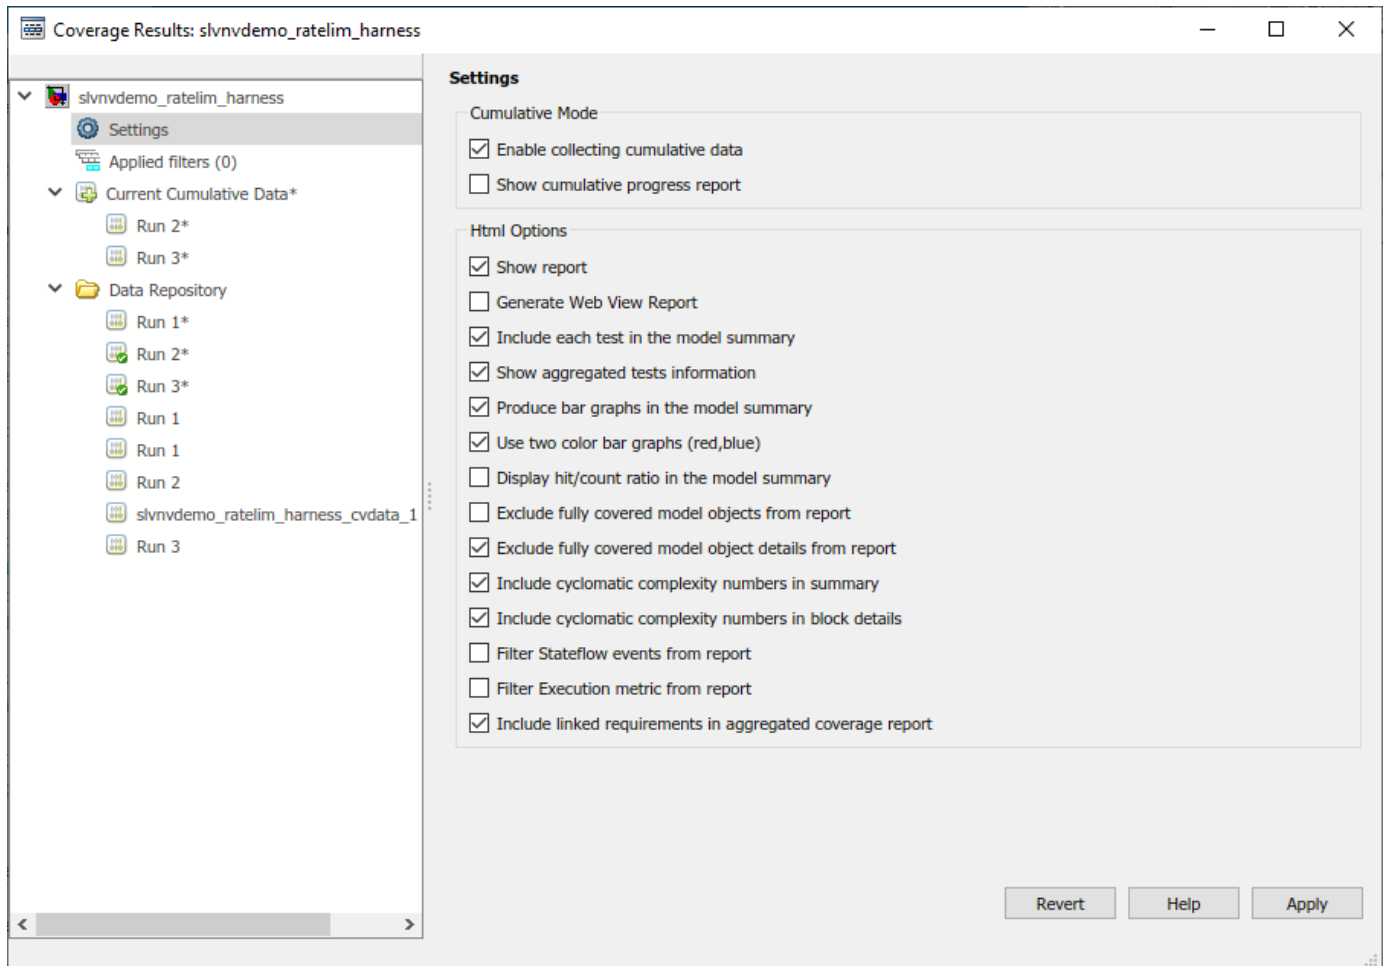 Coverage Results: slvnvdemo_ratelim_harness
slvnvdemo_ratelim_harness
Settings
Applied filters (0)
Current Cumulative Data*
Run 2*
Run 3*
Data Repository
Run 1*
Run 2*
Run 3*
Run 1
Run 1
Run 2
slvnvdemo_ratelim_harness_cvdata_1
Run 3
Settings
Cumulative Mode
Enable collecting cumulative data
Show cumulative progress report
Html Options
Show report
Generate Web View Report
Include each test in the model summary
Show aggregated tests information
Produce bar graphs in the model summary
Use two color bar graphs (red,blue)
Display hit/count ratio in the model summary
Exclude fully covered model objects from report
Exclude fully covered model object details from report
Include cyclomatic complexity numbers in summary
Include cyclomatic complexity numbers in block details
Filter Stateflow events from report
Filter Execution metric from report
Include linked requirements in aggregated coverage report
Revert Help Apply